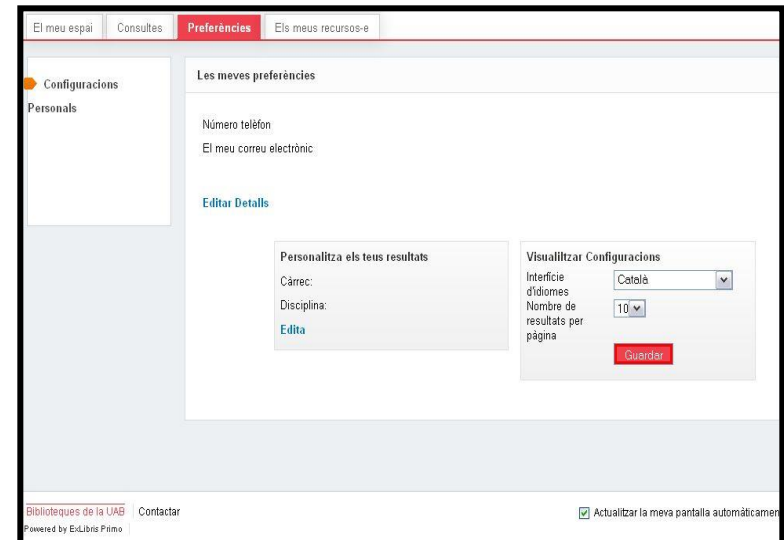 El meu espai
Consultes
Preferències
Els meus recursos-e
Configuracions
Personals
Les meves preferències
Número telèfon
El meu correu electrònic
Editar Detalls
Personalitza els teus resultats
Càrrec:
Disciplina:
Edita
Visualiltzar Configuracions
Interfície
d'idiomes
Català
Nombre de
resultats per
pàgina
10
Guardar
Biblioteques de la UAB
Contactar
Actualitzar la meva pantalla automàticamen
Powered by ExLibris Primo